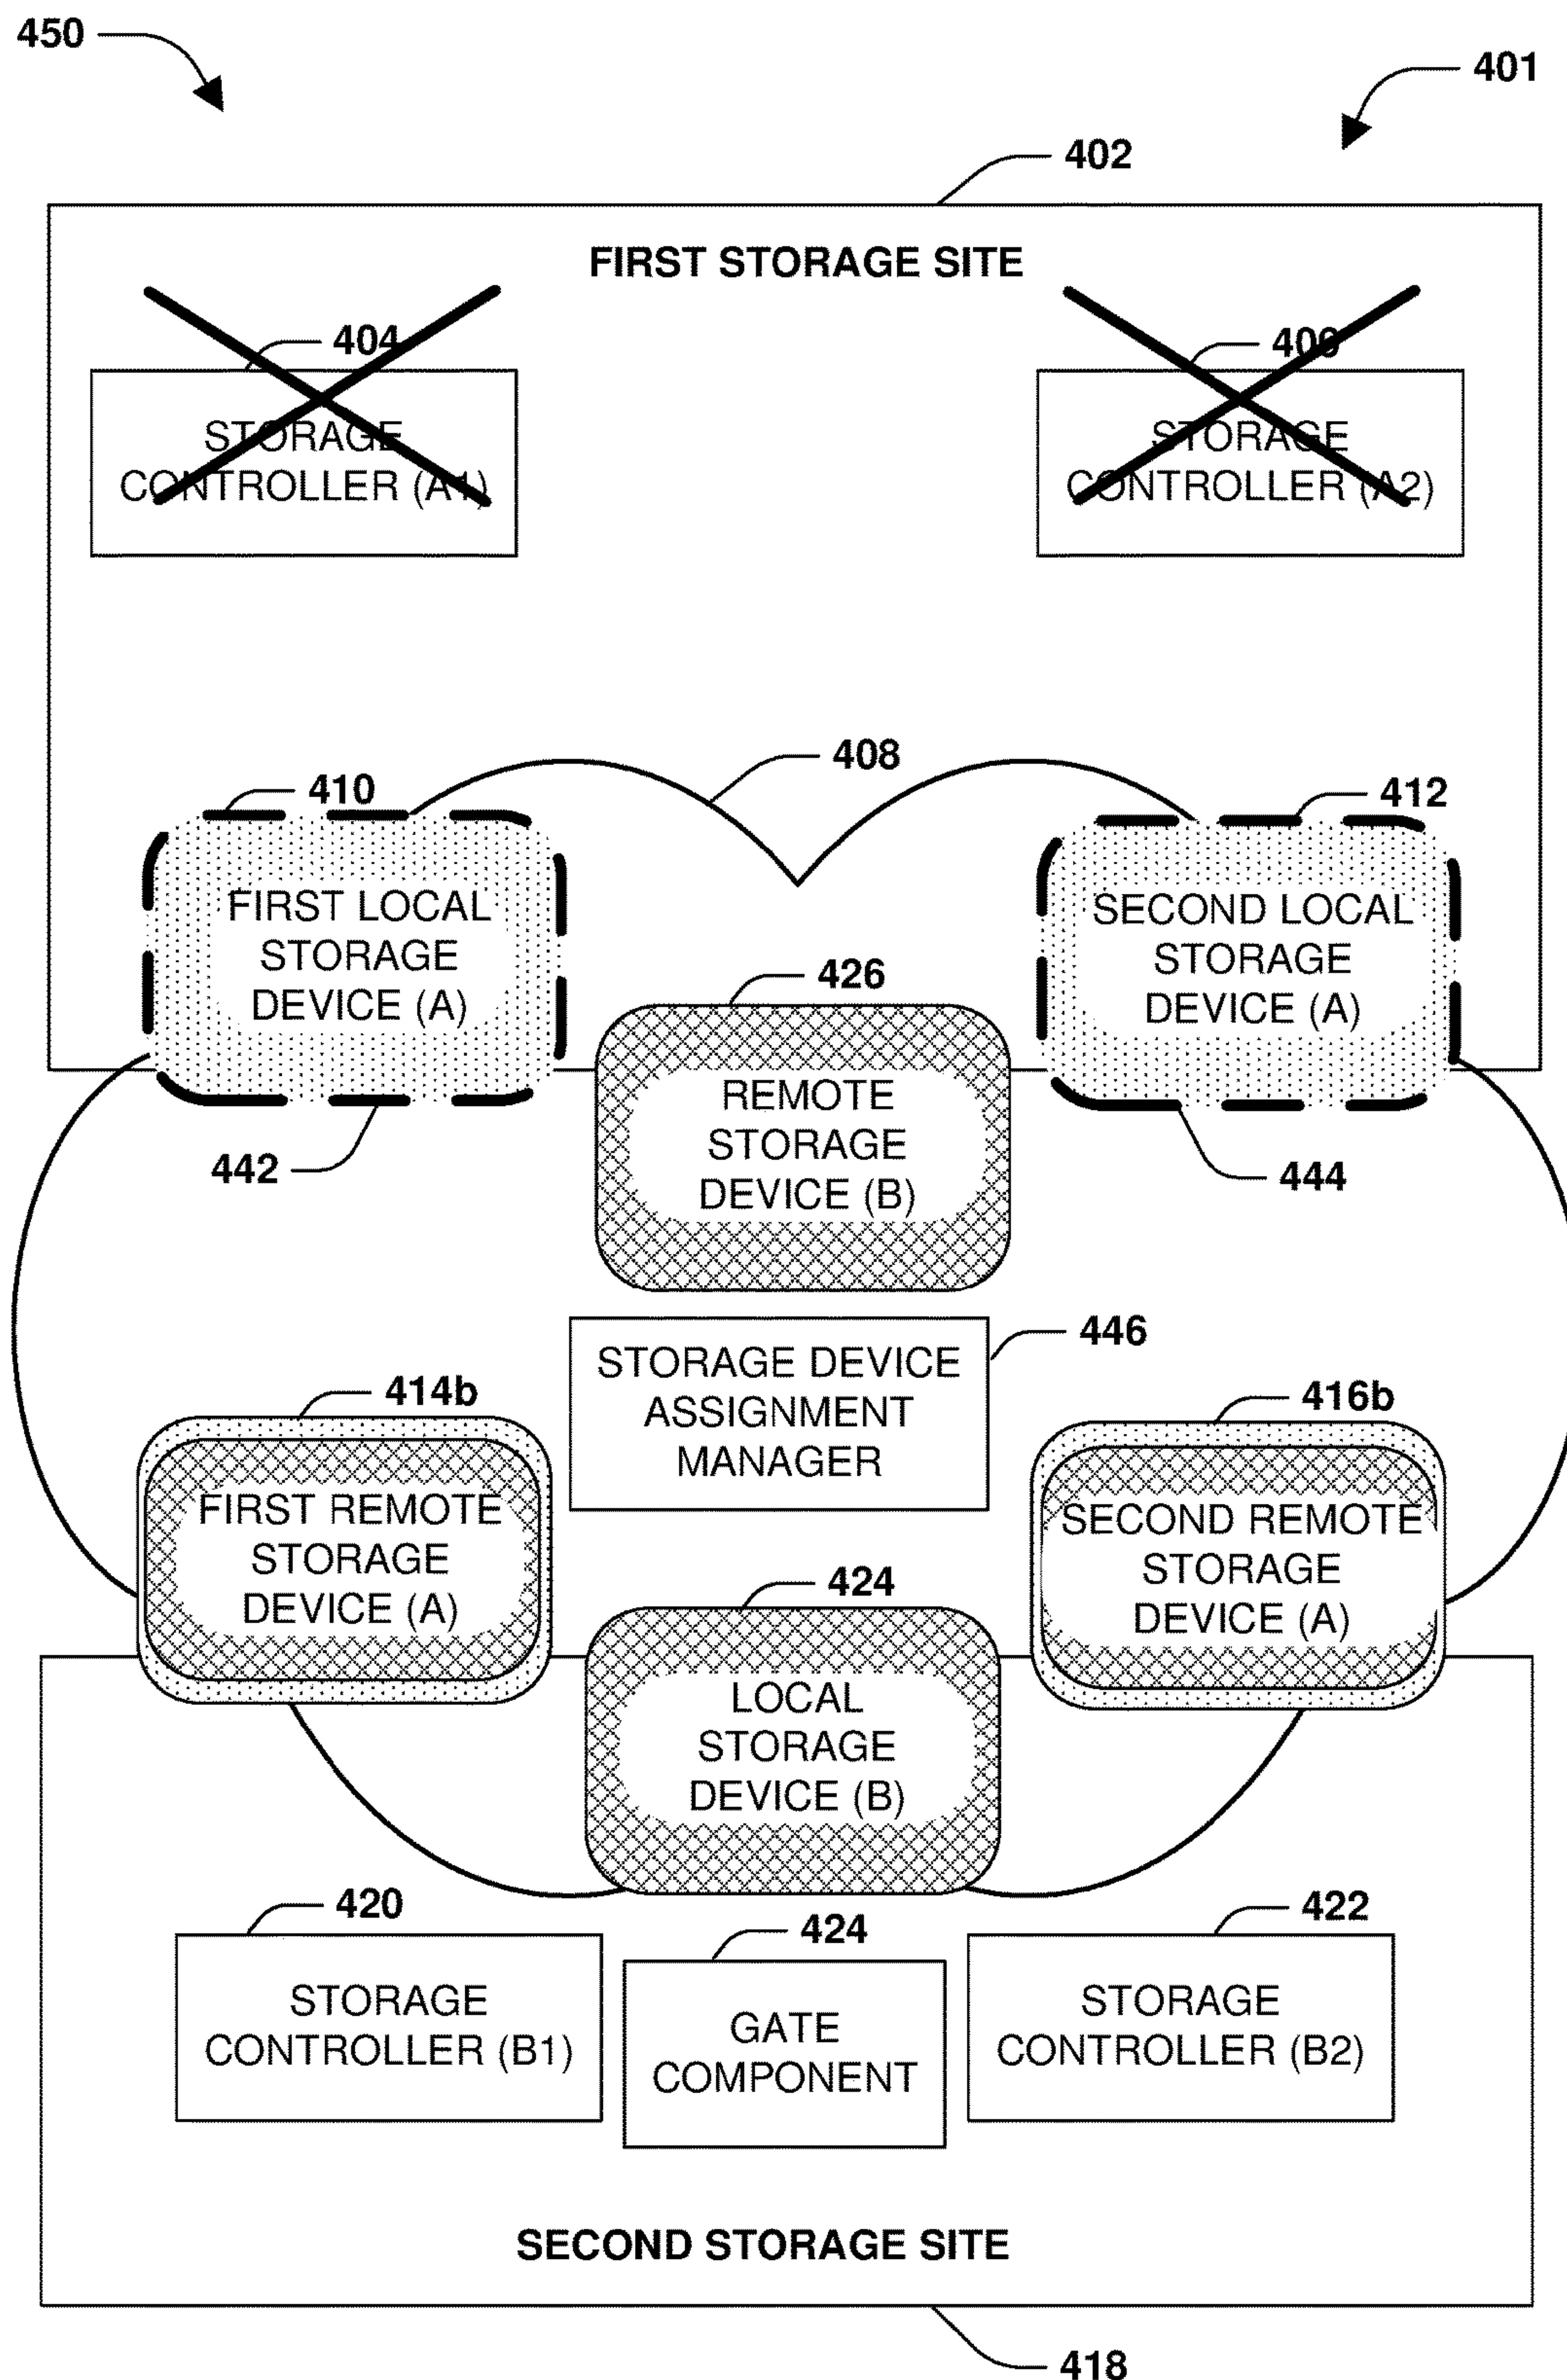 450
401
402
FIRST STORAGE SITE
404
406
STORAGE
CONTROLLER (A1)
STORAGE
CONTROLLER (A2)
408
410
412
FIRST LOCAL
STORAGE
DEVICE (A)
SECOND LOCAL
STORAGE
DEVICE (A)
426
REMOTE
STORAGE
DEVICE (B)
442
444
446
STORAGE DEVICE
ASSIGNMENT
MANAGER
414b
416b
FIRST REMOTE
STORAGE
DEVICE (A)
SECOND REMOTE
STORAGE
DEVICE (A)
424
LOCAL
STORAGE
DEVICE (B)
420
424
422
STORAGE
CONTROLLER (B1)
GATE
COMPONENT
STORAGE
CONTROLLER (B2)
SECOND STORAGE SITE
418